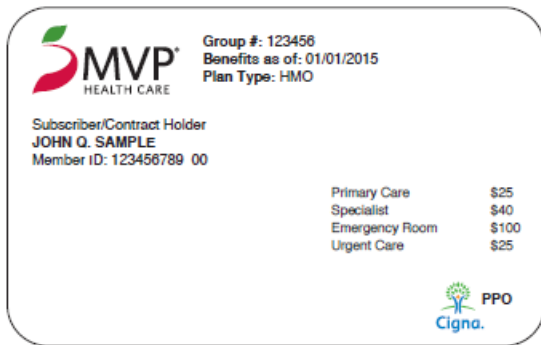 MVP
HEALTH CARE
Group #: 123456
Benefits as of: 01/01/2015
Plan Type: HMO
Subscriber/Contract Holder
JOHN Q. SAMPLE
Member ID: 123456789 00
Primary Care $25
Specialist $40
Emergency Room $100
Urgent Care $25
PPO
Cigna.